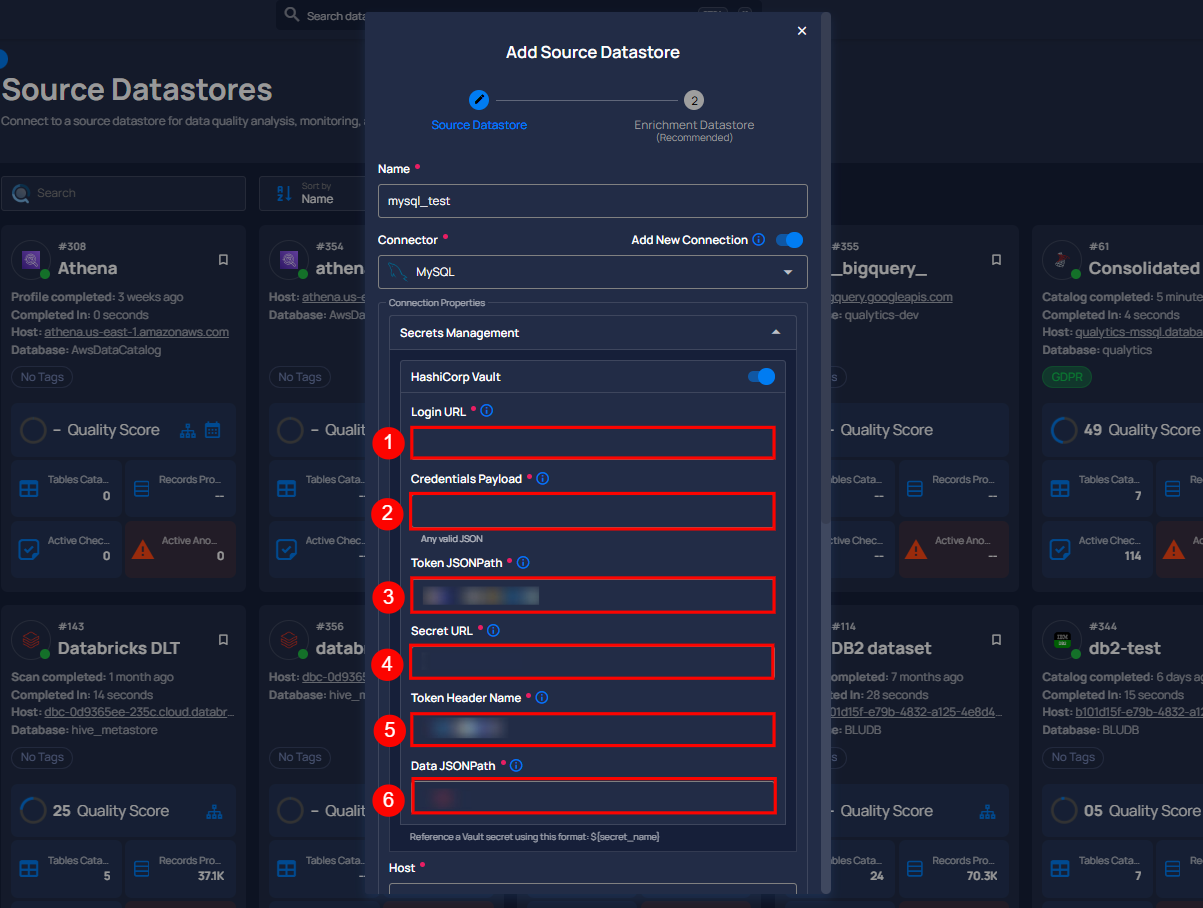 Search data
Add Source Datastore
Source Datastores
Connect to a source datastore for data quality analysis, monitoring,
2
Source Datastore
Enrichment Datastore
(Recommended)
Name *
mysql_test
Search
Sort by
Name
Connector *
Add New Connection
MySQL
Connection Properties
Secrets Management
HashiCorp Vault
Login URL *
1
Credentials Payload *
2
Any valid JSON
Token JSONPath *
3
Secret URL *
4
Token Header Name *
5
Data JSONPath *
6
Reference a Vault secret using this format: ${secret_name}
Host *
#308
Athena
Profile completed: 3 weeks ago
Completed In: 0 seconds
Host: athena.us-east-1.amazonaws.com
Database: AwsDataCatalog
No Tags
– Quality Score
Tables Cata...
0
Records Pro...
--
Active Chec...
0
Active Ano...
0
#354
athen
Host: athena.us-e
Database: AwsDa
No Tags
– Qualit
Tables Cata
Active Chec
#355
_bigquery_
gquery.googleapis.com
e: qualytics-dev
Quality Score
bles Cata...
--
Records Pro...
--
ctive Chec...
--
Active Ano...
--
#61
Consolidated
Catalog completed: 5 minute
Completed In: 4 seconds
Host: qualytics-mssql.databa
Database: qualytics
GDPR
49 Quality Score
Tables Cata...
7
Re
Active Chec...
114
Ac
#143
Databricks DLT
Scan completed: 1 month ago
Completed In: 14 seconds
Host: dbc-0d9365ee-235c.cloud.databr...
Database: hive_metastore
No Tags
25 Quality Score
Tables Cata...
5
Records Pro...
37.1K
#356
datab
Host: dbc-0d9365
Database: hive_m
No Tags
– Qualit
Tables Cata
#114
DB2 dataset
ompleted: 7 months ago
ed In: 28 seconds
01d15f-e79b-4832-a125-4e8d4...
e: BLUDB
Quality Score
bles Cata...
24
Records Pro...
70.3K
#344
db2-test
Catalog completed: 6 days ag
Completed In: 15 seconds
Host: b101d15f-e79b-4832-a12
Database: BLUDB
No Tags
05 Quality Score
Tables Cata...
7
Re